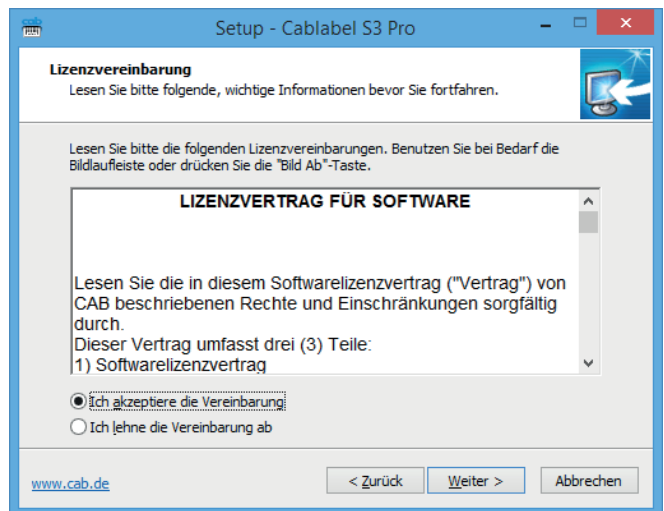 Setup - Cablabel S3 Pro
Lizenzvereinbarung
Lesen Sie bitte folgende, wichtige Informationen bevor Sie fortfahren.
Lesen Sie bitte die folgenden Lizenzvereinbarungen. Benutzen Sie bei Bedarf die
Bildlaufleiste oder drücken Sie die "Bild Ab"-Taste.
LIZENZVERTRAG FÜR SOFTWARE
Lesen Sie die in diesem Softwarelizenzvertrag ("Vertrag") von
CAB beschriebenen Rechte und Einschränkungen sorgfältig
durch.
Dieser Vertrag umfasst drei (3) Teile:
1) Softwarelizenzvertrag
Ich akzeptiere die Vereinbarung
Ich lehne die Vereinbarung ab
www.cab.de
< Zurück
Weiter >
Abbrechen